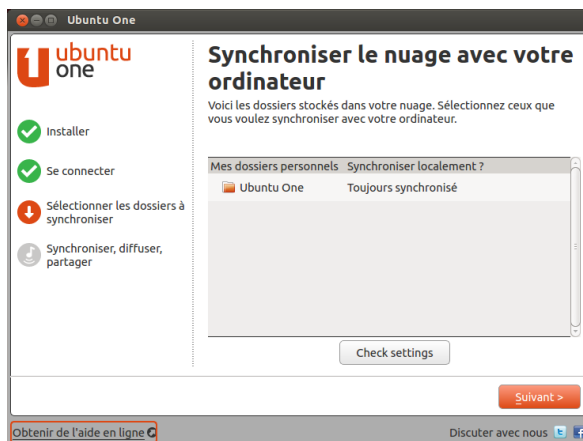 Ubuntu One
ubuntu
one
Installer
Se connecter
Sélectionner les dossiers à
synchroniser
Synchroniser, diffuser,
partager
Synchroniser le nuage avec votre
ordinateur
Voici les dossiers stockés dans votre nuage. Sélectionnez ceux que
vous voulez synchroniser avec votre ordinateur.
Mes dossiers personnels Synchroniser localement ?
Ubuntu One Toujours synchronisé
Check settings
Suivant >
Obtenir de l'aide en ligne Discuter avec nous